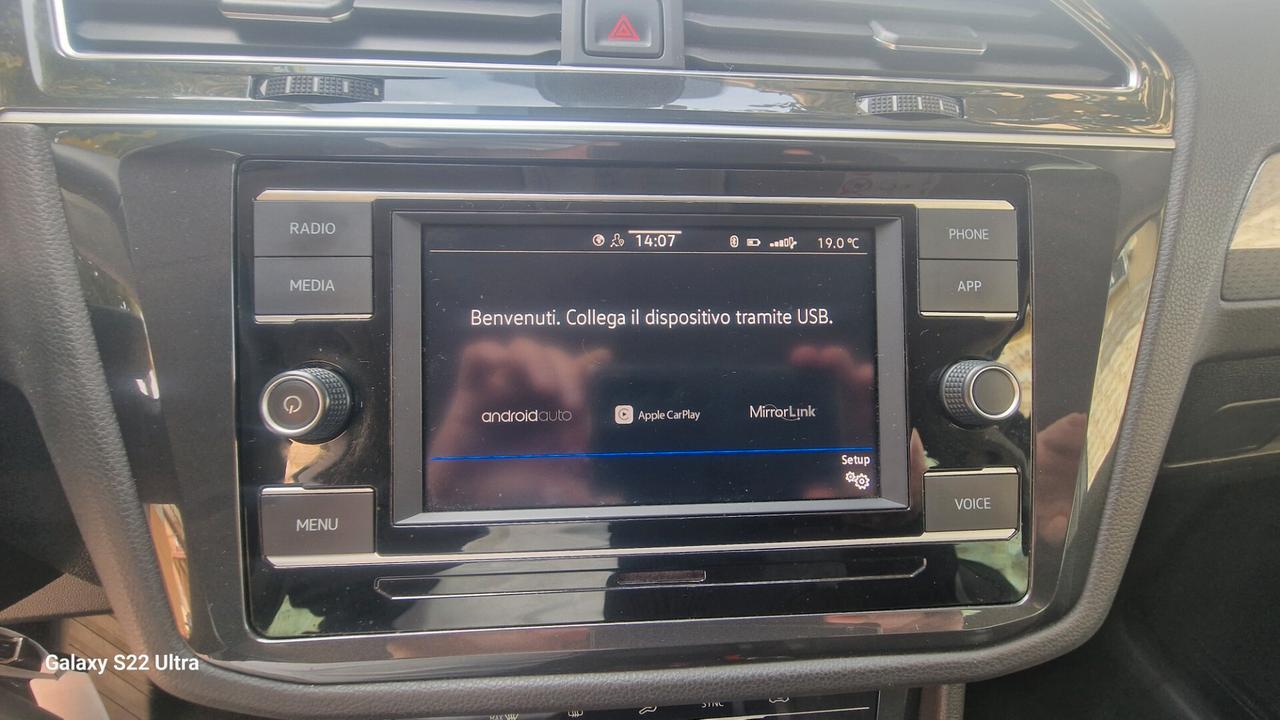 RADIO
MEDIA
14:07
19.0°C
PHONE
APP
Benvenuti. Collega il dispositivo tramite USB.
androidauto
Apple CarPlay
MirrorLink
Setup
MENU
VOICE
Galaxy S22 Ultra
SYNC